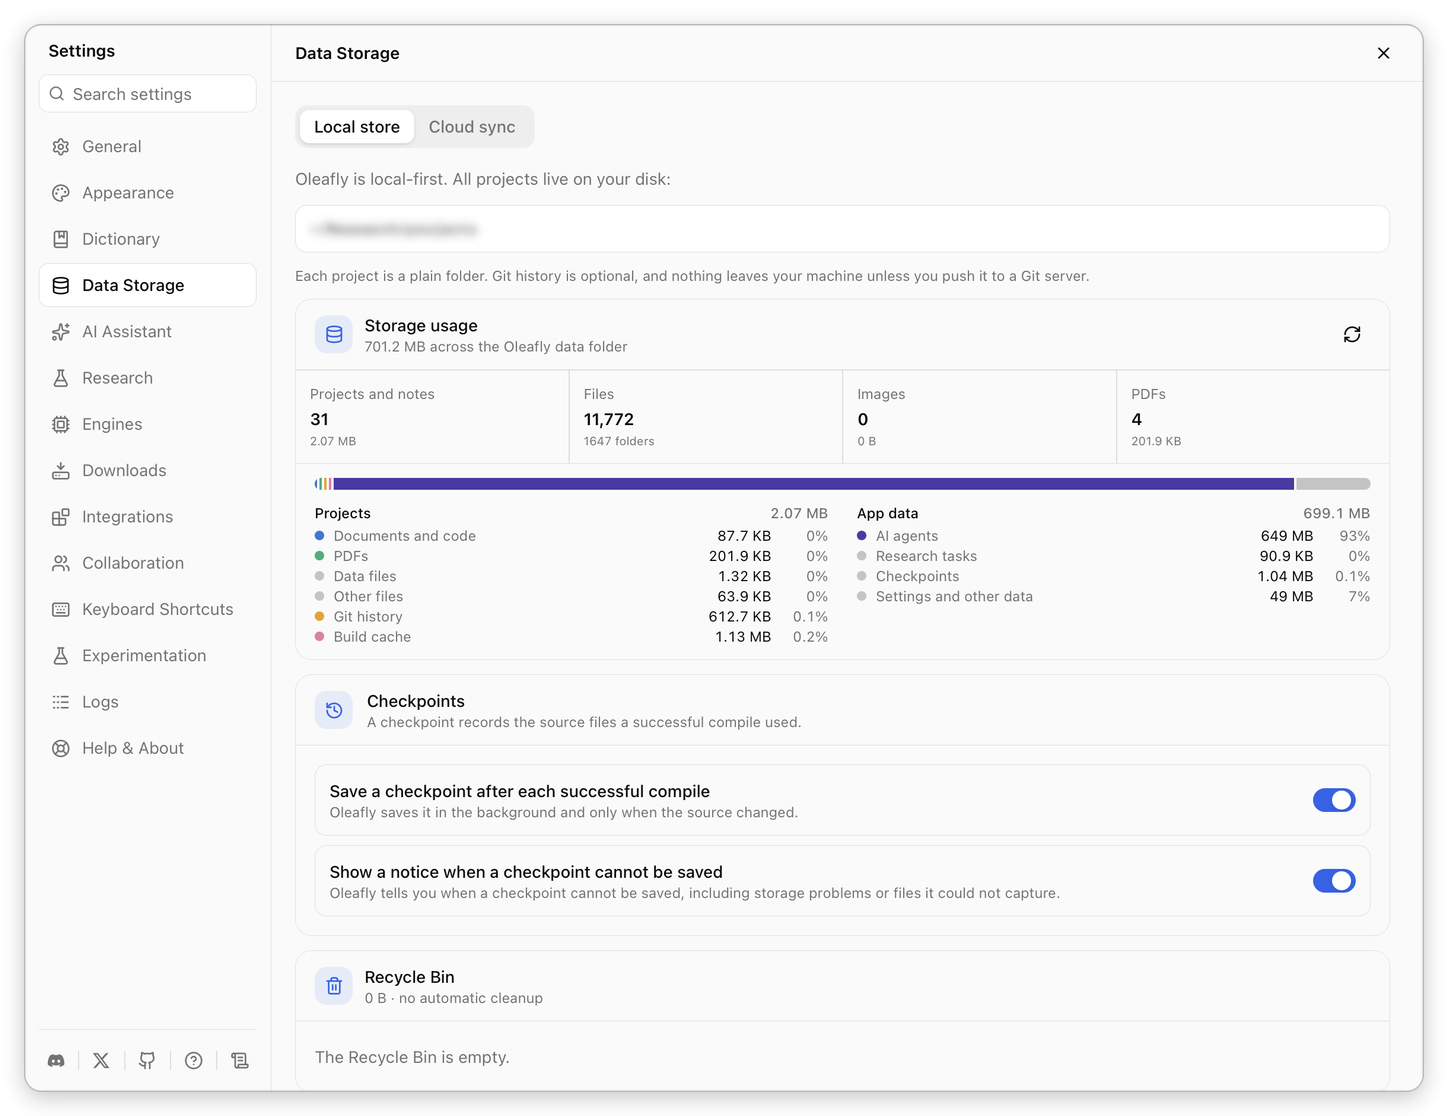 Settings
Search settings
General
Appearance
Dictionary
Data Storage
AI Assistant
Research
Engines
Downloads
Integrations
Collaboration
Keyboard Shortcuts
Experimentation
Logs
Help & About
Data Storage
Local store
Cloud sync
Oleafly is local-first. All projects live on your disk:
Each project is a plain folder. Git history is optional, and nothing leaves your machine unless you push it to a Git server.
Storage usage
701.2 MB across the Oleafly data folder
Projects and notes
31
2.07 MB
Files
11,772
1647 folders
Images
0
0 B
PDFs
4
201.9 KB
Projects 2.07 MB
Documents and code 87.7 KB 0%
PDFs 201.9 KB 0%
Data files 1.32 KB 0%
Other files 63.9 KB 0%
Git history 612.7 KB 0.1%
Build cache 1.13 MB 0.2%
App data 699.1 MB
AI agents 649 MB 93%
Research tasks 90.9 KB 0%
Checkpoints 1.04 MB 0.1%
Settings and other data 49 MB 7%
Checkpoints
A checkpoint records the source files a successful compile used.
Save a checkpoint after each successful compile
Oleafly saves it in the background and only when the source changed.
Show a notice when a checkpoint cannot be saved
Oleafly tells you when a checkpoint cannot be saved, including storage problems or files it could not capture.
Recycle Bin
0 B · no automatic cleanup
The Recycle Bin is empty.